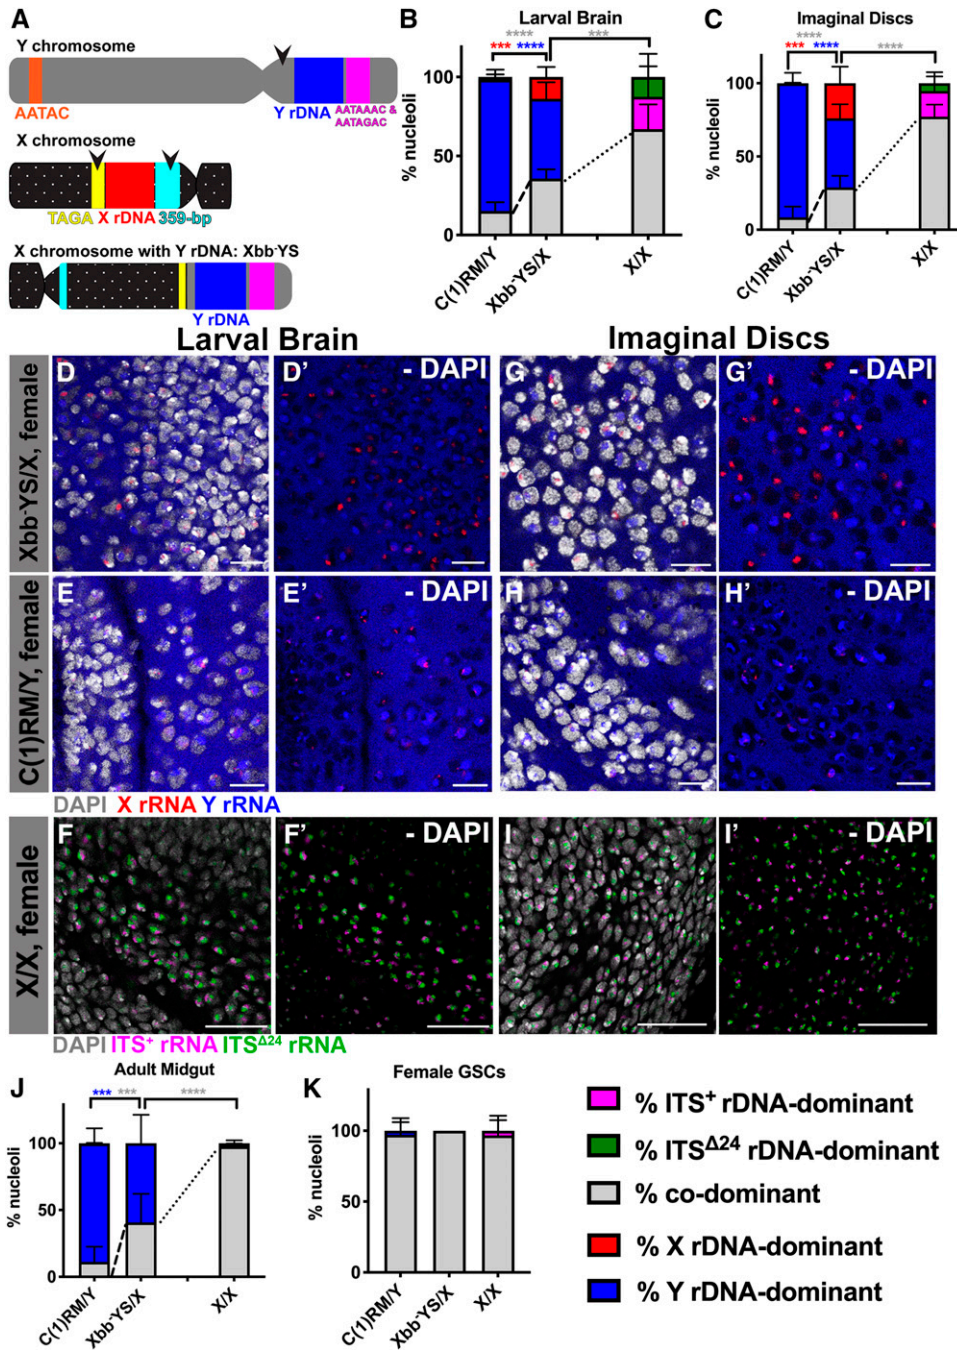 A
Y chromosome
AATAC
Y rDNA
AATAAAC &
AATAGAC
X chromosome
TAGA X rDNA 359-bp
X chromosome with Y rDNA: Xbb-YS
Y rDNA
B
Larval Brain
****
*** ****
***
% nucleoli
100
50
0
C(1)RM/Y
Xbb-YS/X
X/X
C
Imaginal Discs
****
*** ****
****
% nucleoli
100
50
0
C(1)RM/Y
Xbb-YS/X
X/X
Larval Brain
Imaginal Discs
Xbb-YS/X, female
D
D' - DAPI
G
G' - DAPI
C(1)RM/Y, female
E
E' - DAPI
H
H' - DAPI
DAPI X rRNA Y rRNA
X/X, female
F
F' - DAPI
I
I' - DAPI
DAPI ITS+ rRNA ITSΔ24 rRNA
J
Adult Midgut
*** ***
****
% nucleoli
100
50
0
C(1)RM/Y
Xbb-YS/X
X/X
K
Female GSCs
% nucleoli
100
50
0
C(1)RM/Y
Xbb-YS/X
X/X
% ITS+ rDNA-dominant
% ITSΔ24 rDNA-dominant
% co-dominant
% X rDNA-dominant
% Y rDNA-dominant